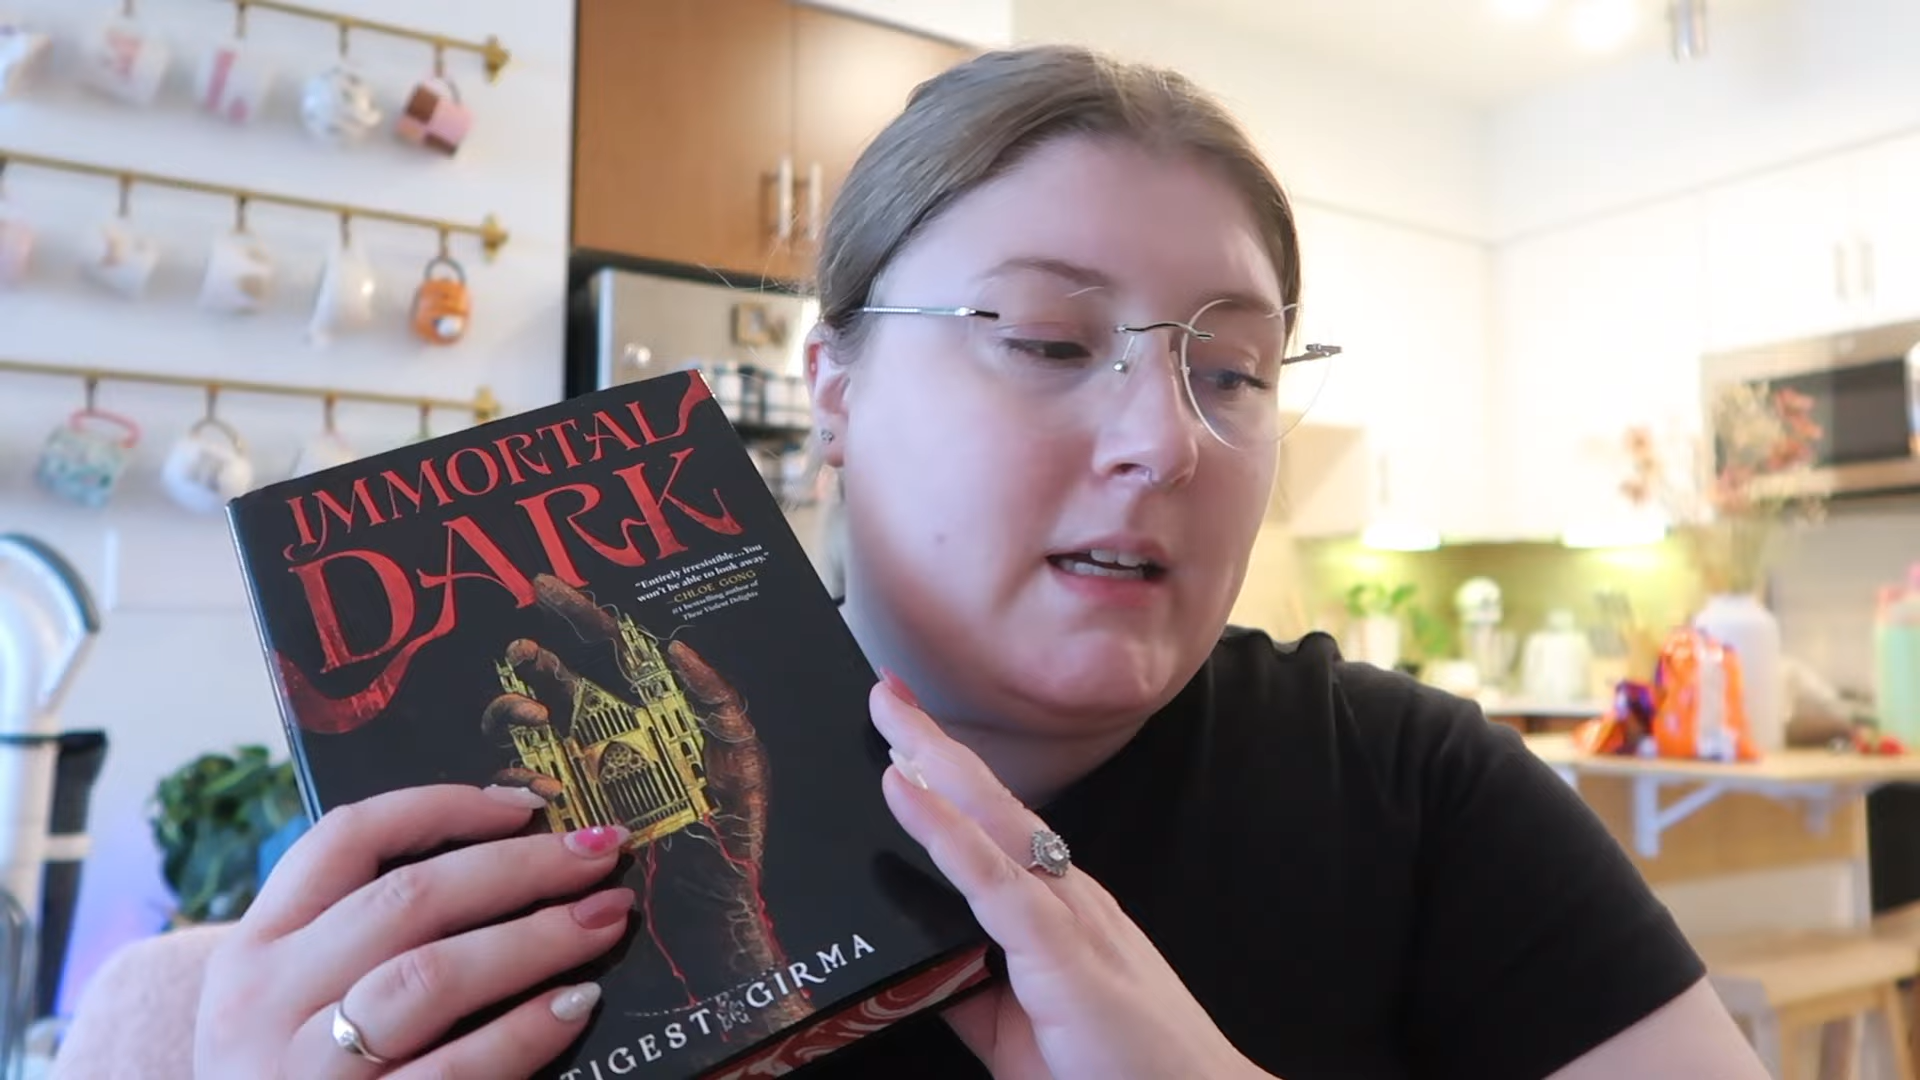 IMMORTAL
DARK
"Entirely irresistible...You
won't be able to look away."
—CHLOE GONG
#1 bestselling author of
These Violent Delights
TIGEST GIRMA